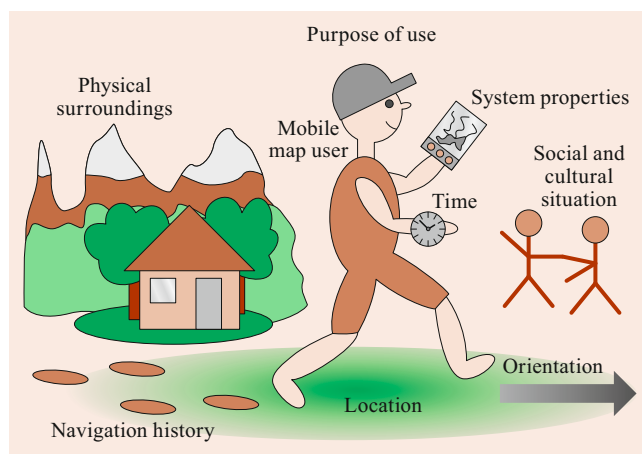 Purpose of use
Physical
surroundings
System properties
Mobile
map user
Social and
cultural
situation
Time
Orientation
Location
Navigation history